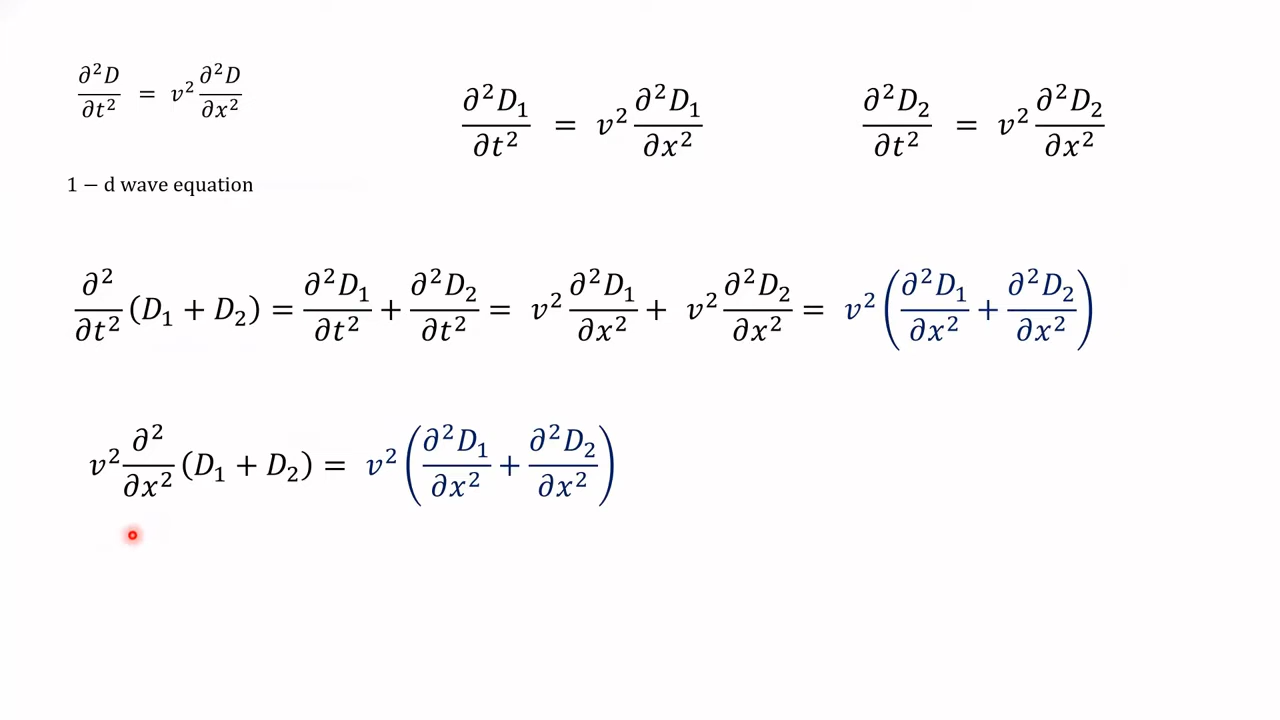 ∂²D/∂t² = v² ∂²D/∂x²
∂²D₁/∂t² = v² ∂²D₁/∂x²
∂²D₂/∂t² = v² ∂²D₂/∂x²
1 − d wave equation
∂²/∂t² (D₁ + D₂) = ∂²D₁/∂t² + ∂²D₂/∂t² = v² ∂²D₁/∂x² + v² ∂²D₂/∂x² = v² (∂²D₁/∂x² + ∂²D₂/∂x²)
v² ∂²/∂x² (D₁ + D₂) = v² (∂²D₁/∂x² + ∂²D₂/∂x²)